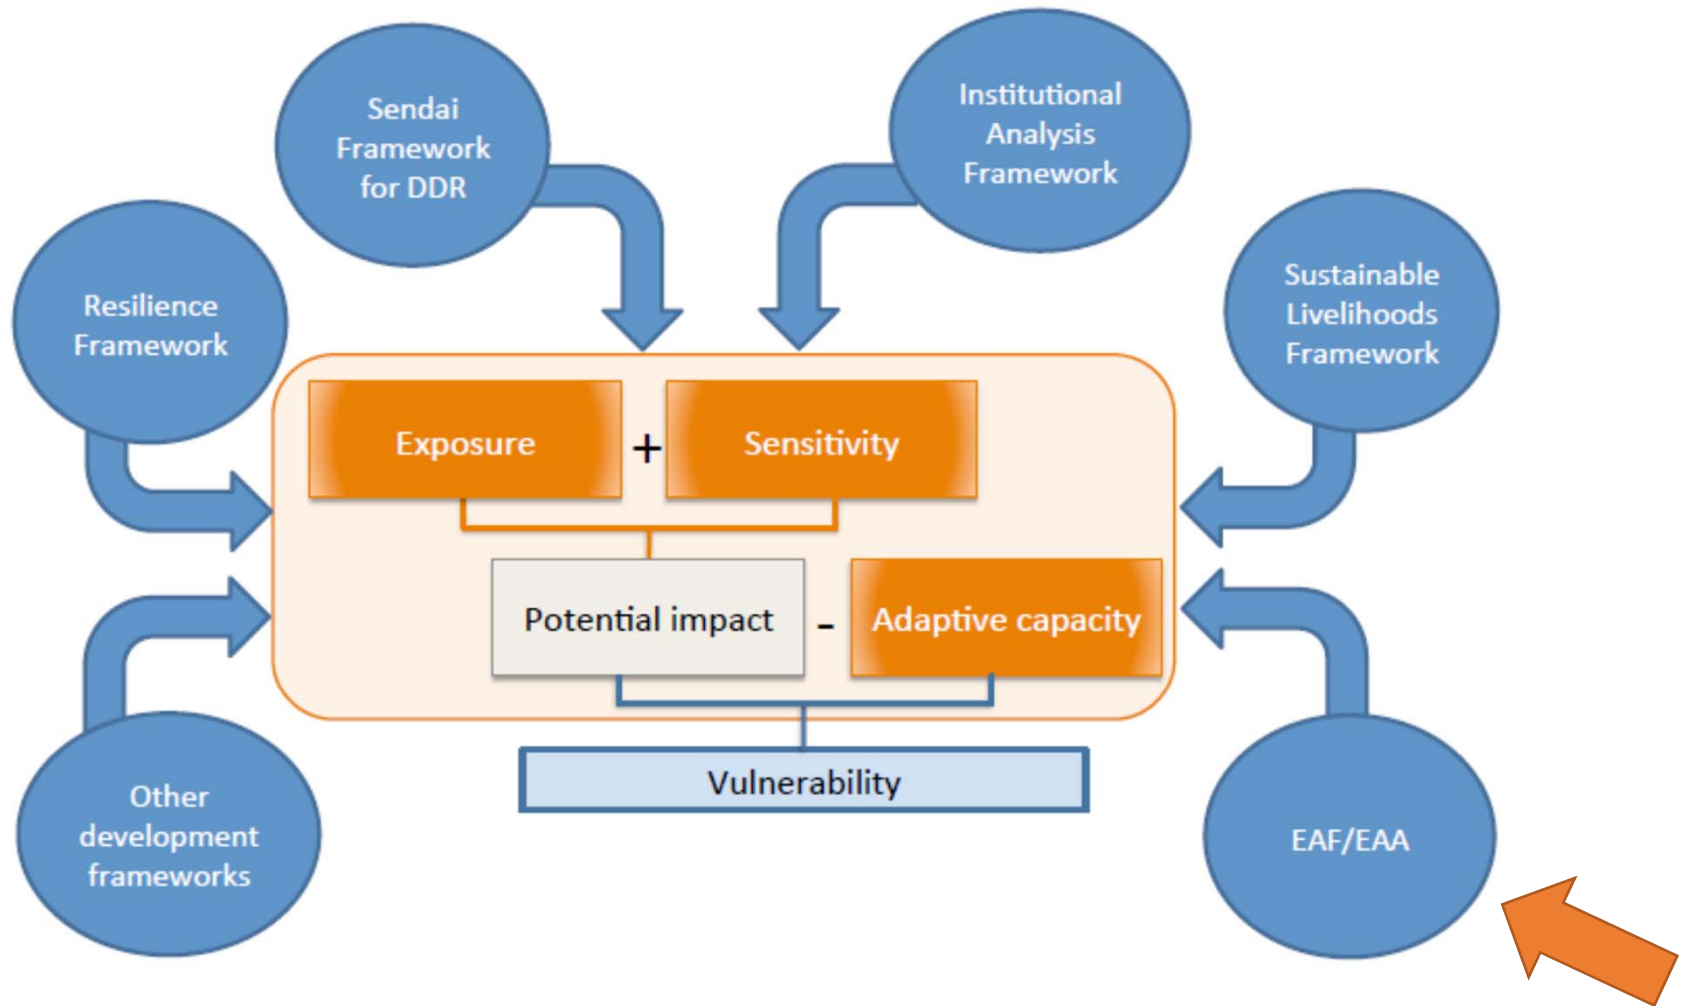 Sendai
Framework
for DDR
Institutional
Analysis
Framework
Resilience
Framework
Sustainable
Livelihoods
Framework
Exposure + Sensitivity
Potential impact - Adaptive capacity
Vulnerability
Other
development
frameworks
EAF/EAA